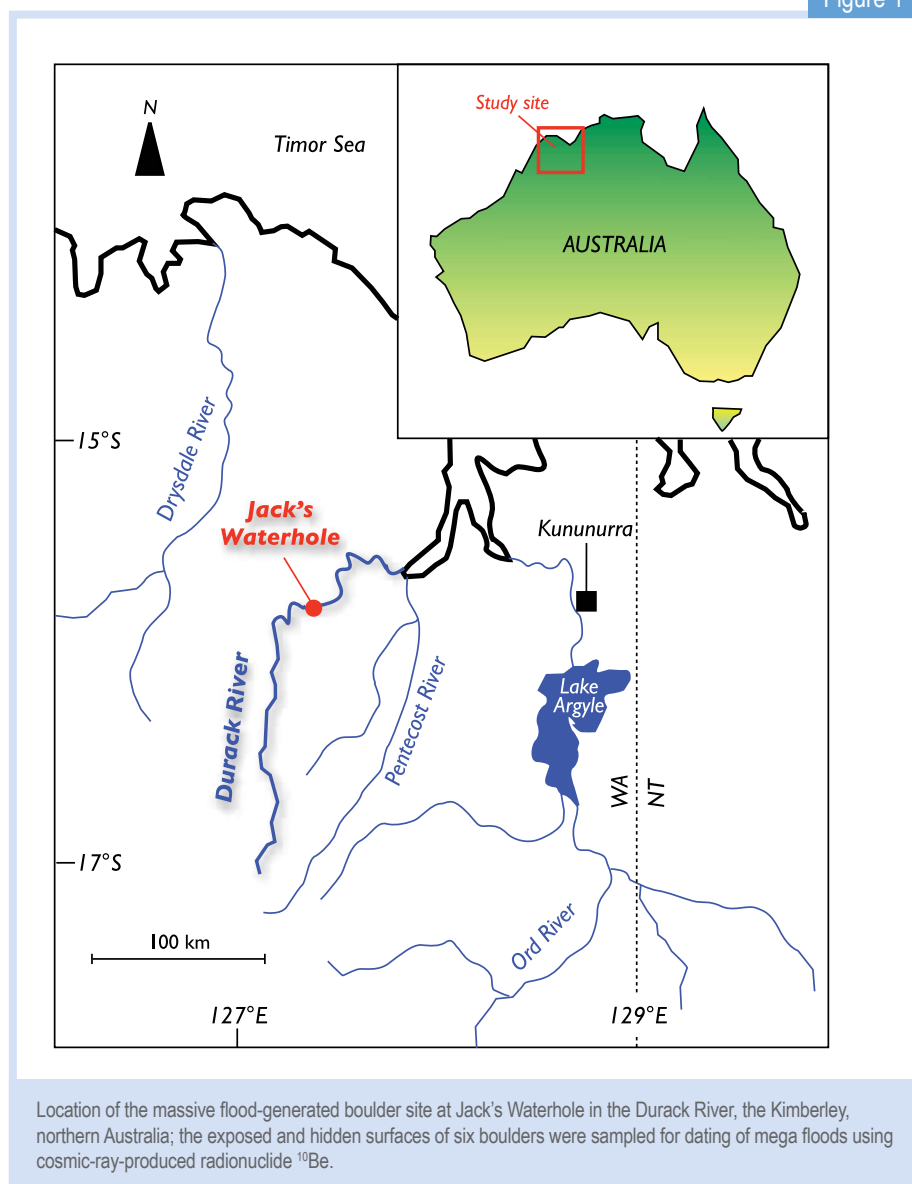 Figure 1
N
Timor Sea
Study site
AUSTRALIA
15°S
Drysdale River
Jack's
Waterhole
Kununurra
Durack River
Pentecost River
Lake
Argyle
WA
NT
17°S
100 km
Ord River
127°E
129°E
Location of the massive flood-generated boulder site at Jack's Waterhole in the Durack River, the Kimberley,
northern Australia; the exposed and hidden surfaces of six boulders were sampled for dating of mega floods using
cosmic-ray-produced radionuclide ¹⁰Be.